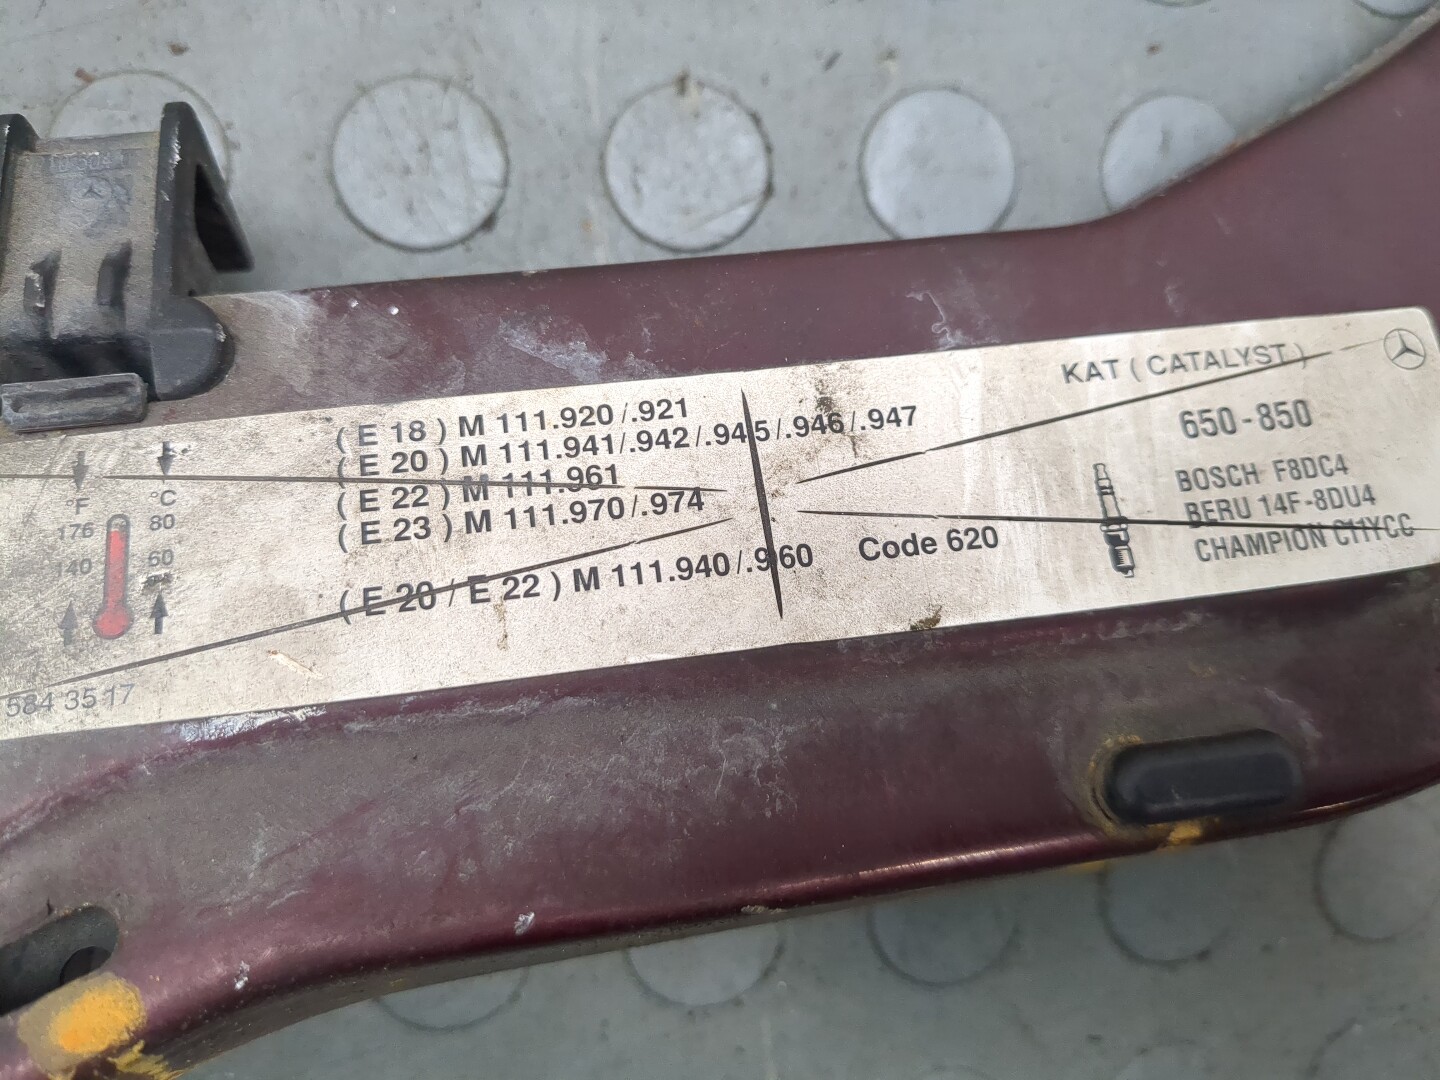 KAT ( CATALYST )
( E 18 ) M 111.920/.921
( E 20 ) M 111.941/.942/.945/.946/.947
( E 22 ) M 111.961
( E 23 ) M 111.970/.974
( E 20 / E 22 ) M 111.940/.960 Code 620
650-850
BOSCH F8DC4
BERU 14F-8DU4
CHAMPION C11YCC
°F °C
176 80
40 60
584 35 17